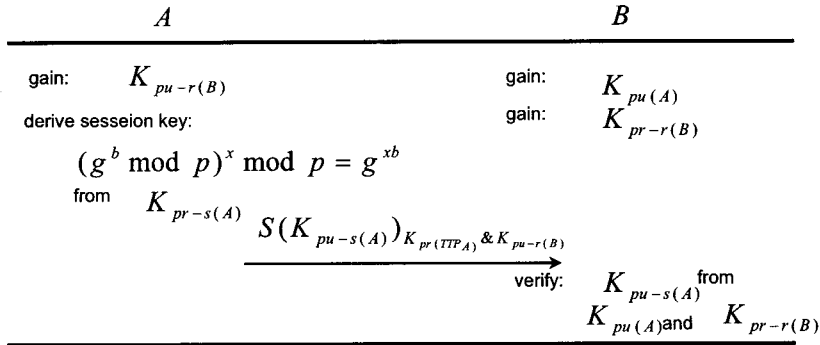 A B
gain: K pu-r(B) gain: K pu(A)
derive sesseion key: gain: K pr-r(B)
(g^b mod p)^x mod p = g^xb
from K pr-s(A)
S(K pu-s(A)) K pr(TTP_A) & K pu-r(B)
verify: K pu-s(A) from
K pu(A) and K pr-r(B)